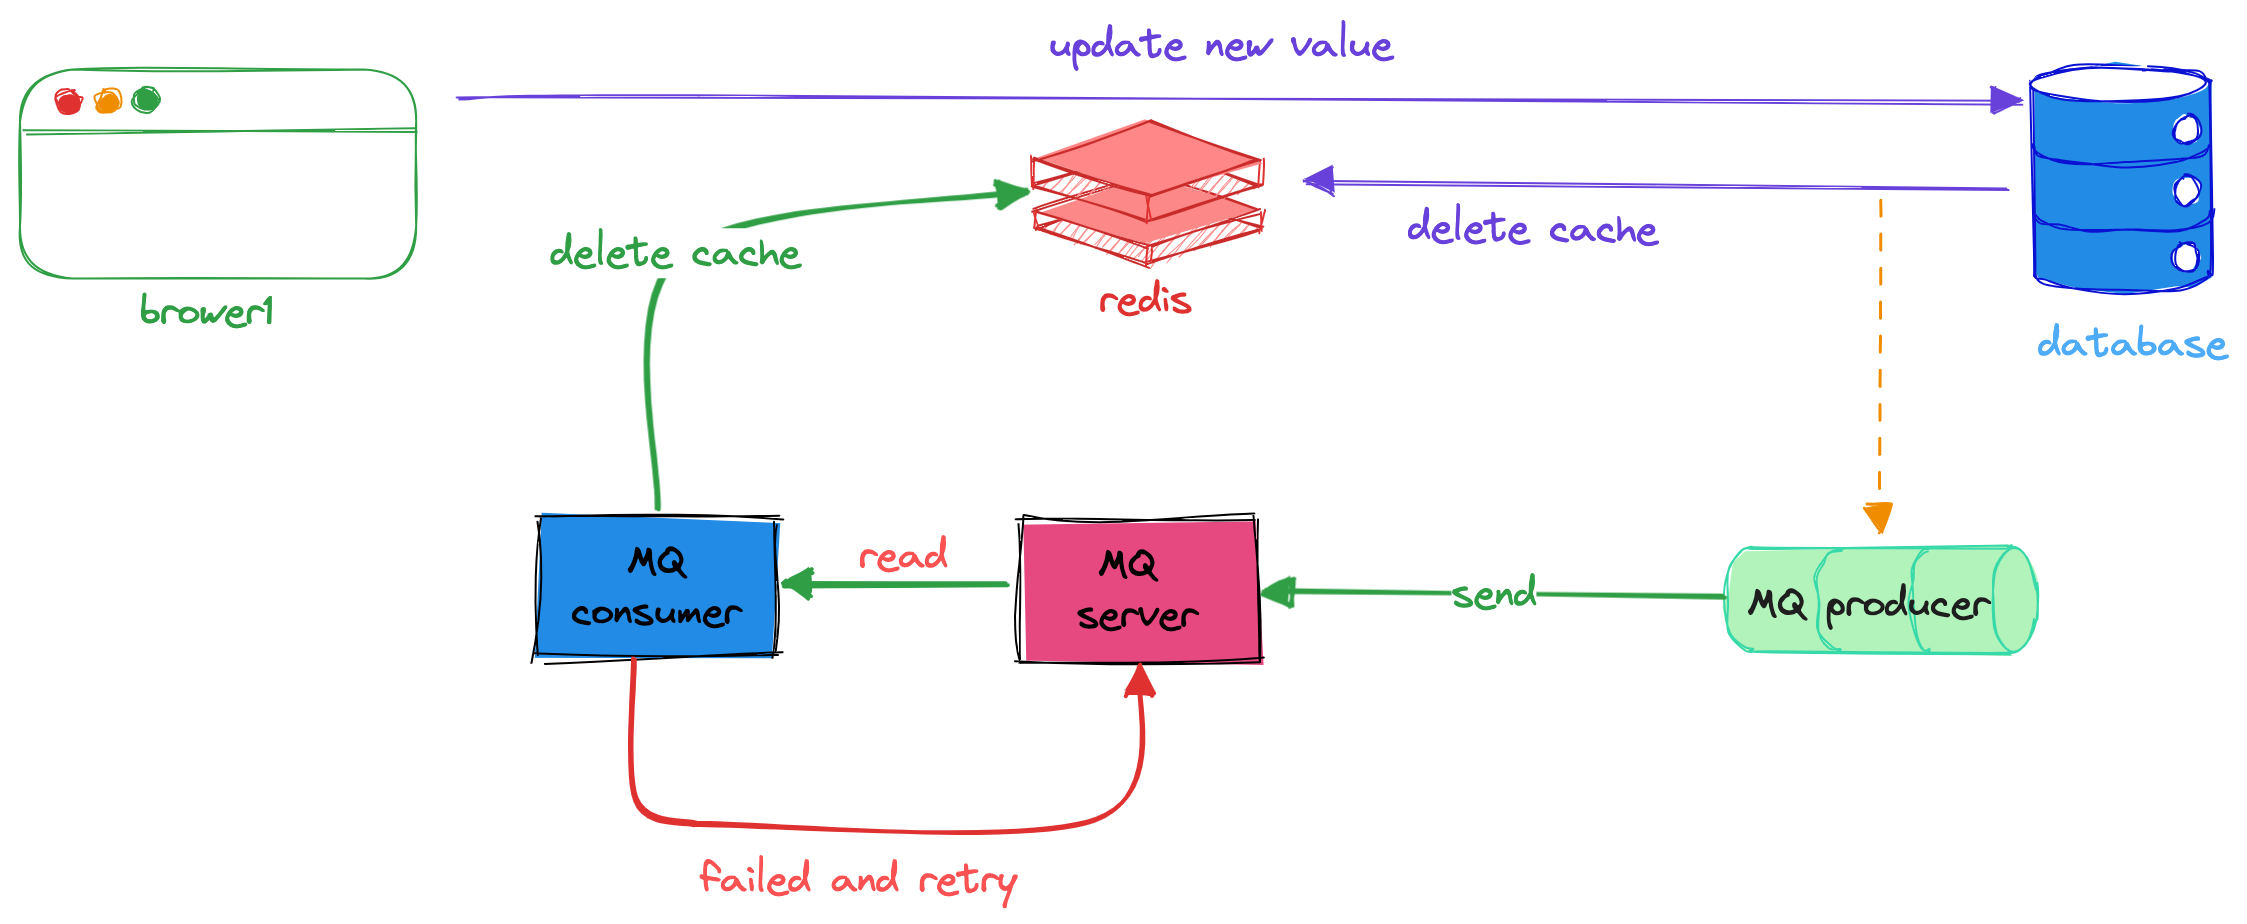 update new value
delete cache
delete cache
redis
brower1
database
MQ
consumer
read
MQ
server
send
MQ producer
failed and retry